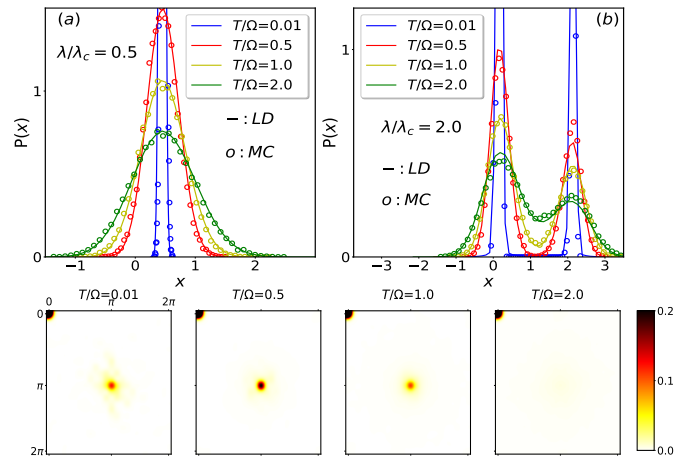 (a)
λ/λc = 0.5
T/Ω=0.01
T/Ω=0.5
T/Ω=1.0
T/Ω=2.0
− : LD
o : MC
P(x)
1
0
−1 0 1 2
x
(b)
T/Ω=0.01
T/Ω=0.5
T/Ω=1.0
T/Ω=2.0
λ/λc = 2.0
− : LD
o : MC
P(x)
1
0
−3 −2 −1 0 1 2 3
x
T/Ω=0.01 T/Ω=0.5 T/Ω=1.0 T/Ω=2.0
0 π 2π
0
π
2π
0.2
0.1
0.0